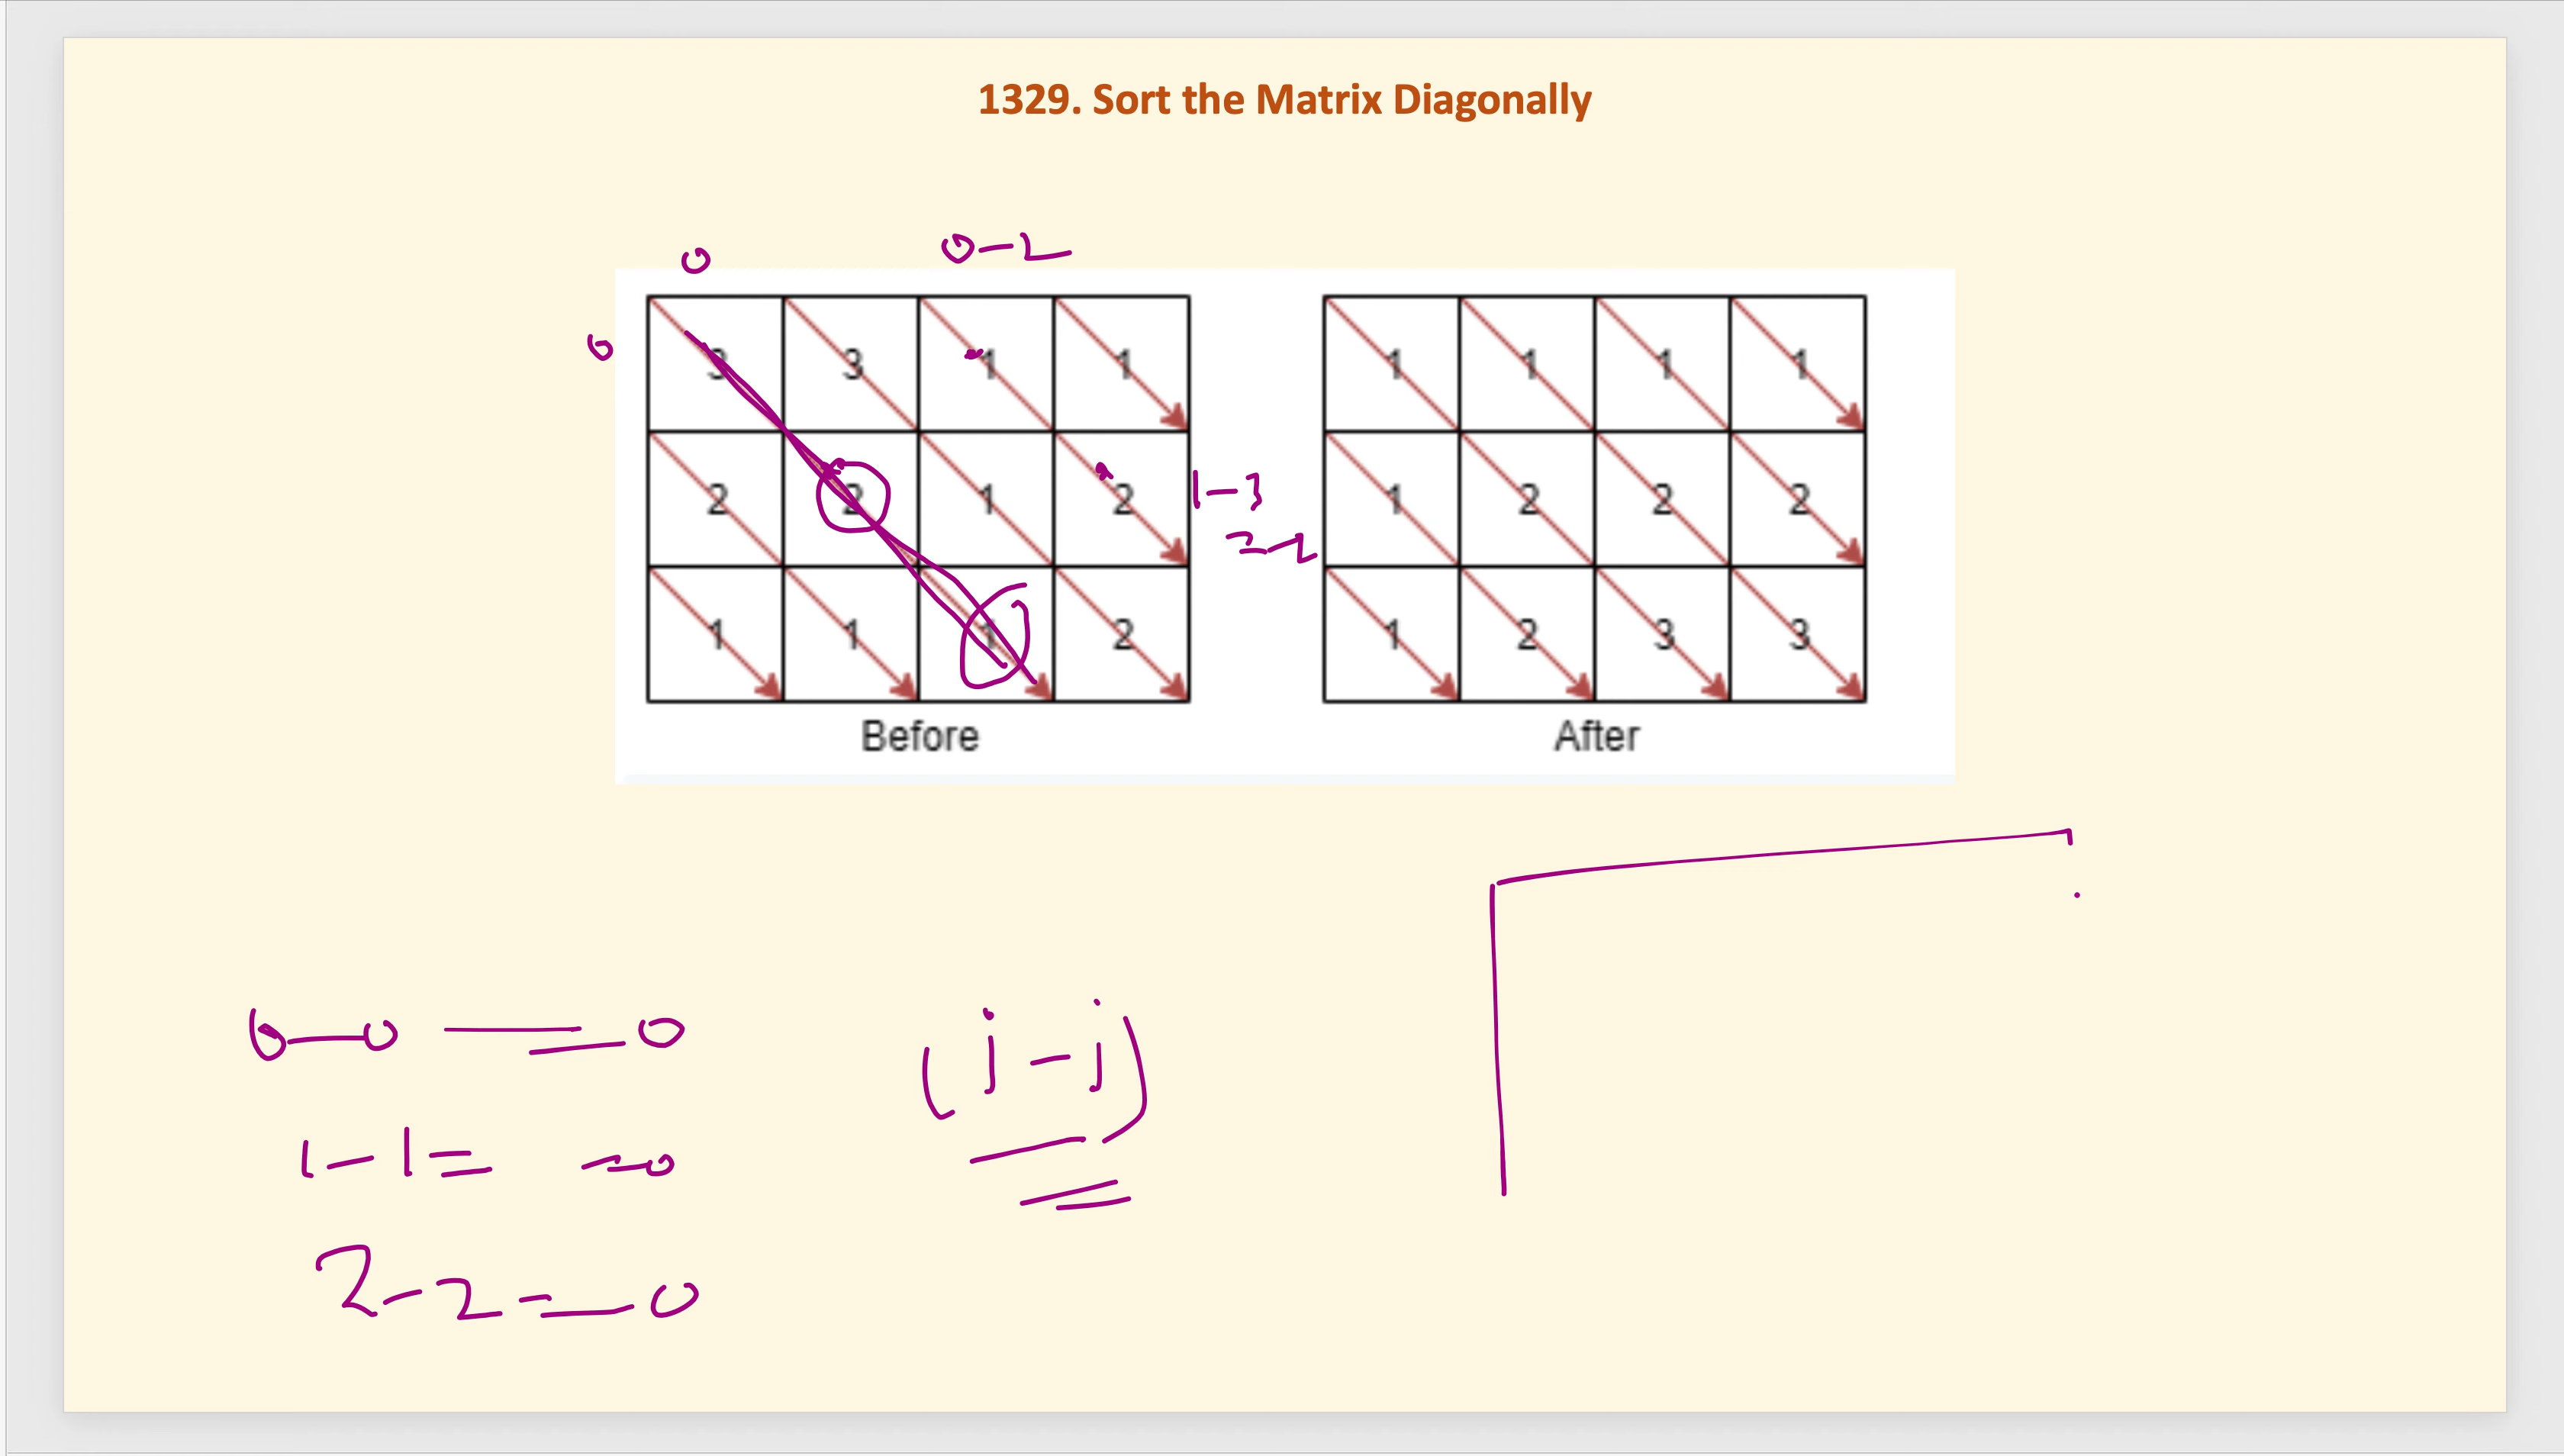 1329. Sort the Matrix Diagonally
0 0-2
0
3 3 1 1 1 1 1 1
2 2 1 2 1-3 1 2 2 2
=-2
1 1 1 2 1 2 3 3
Before After
0-0 = 0
(i-j)
1-1= =0
2-2=0